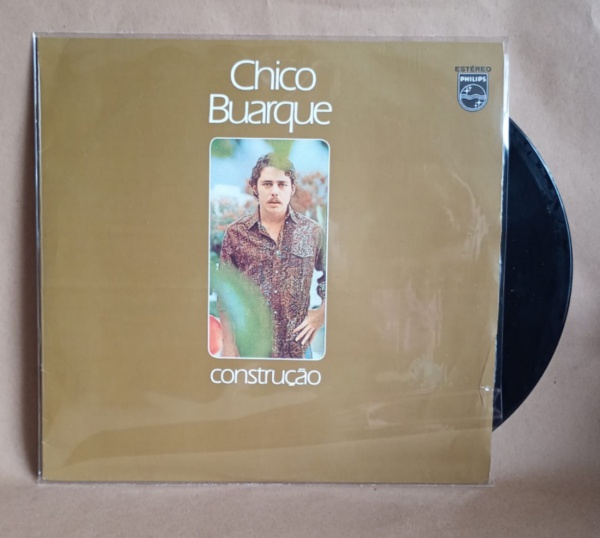 Chico
Buarque
ESTÉREO
PHILIPS
construção